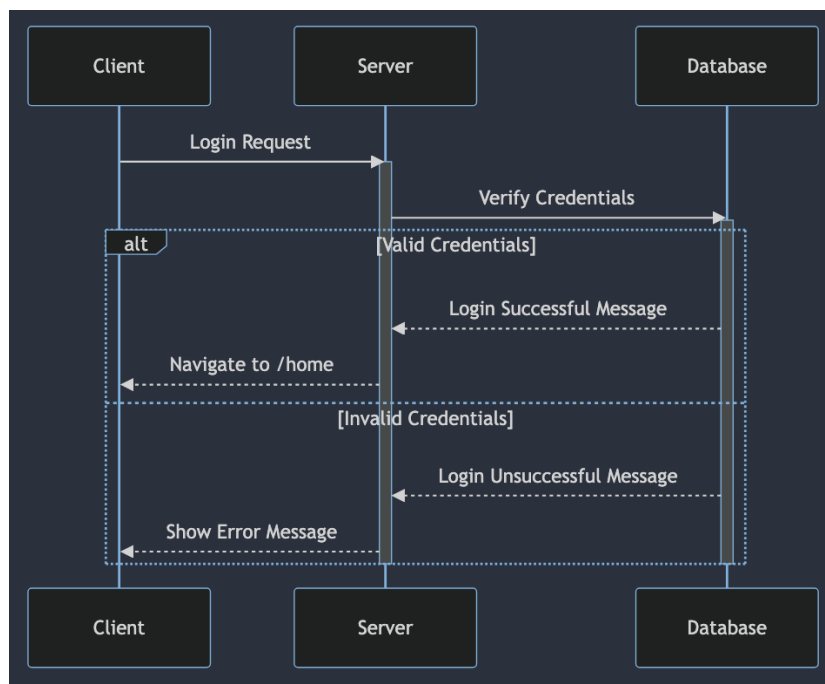 Client Server Database
Login Request
Verify Credentials
alt [Valid Credentials]
Login Successful Message
Navigate to /home
[Invalid Credentials]
Login Unsuccessful Message
Show Error Message
Client Server Database